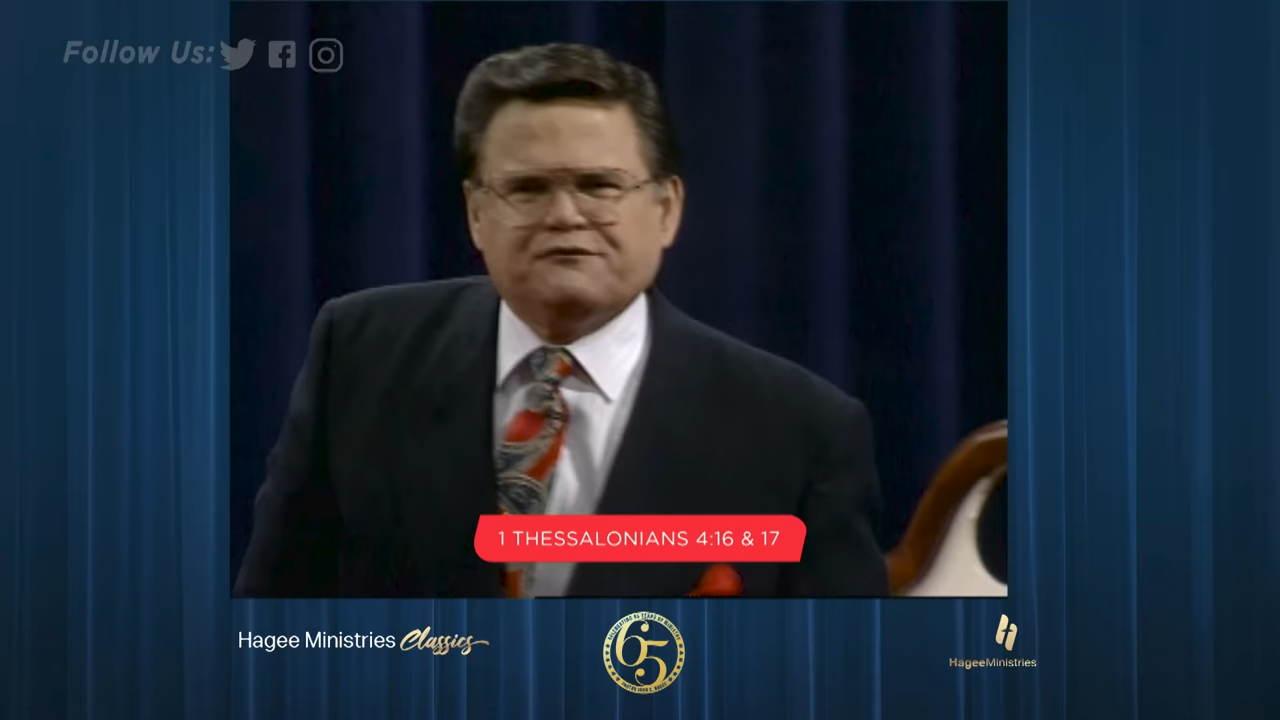 Follow Us:
1 THESSALONIANS 4:16 & 17
Hagee Ministries Classics
65
HageeMinistries